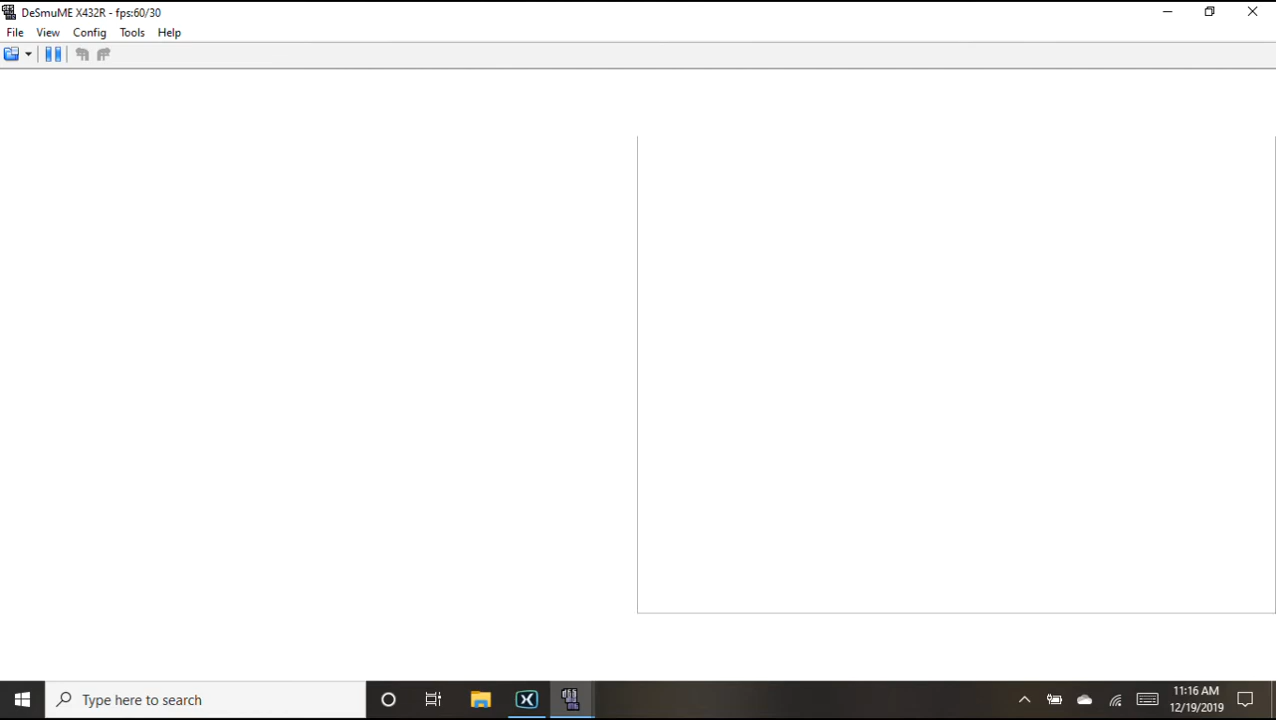 DeSmuME X432R - fps:60/30
File View Config Tools Help
Type here to search
11:16 AM
12/19/2019